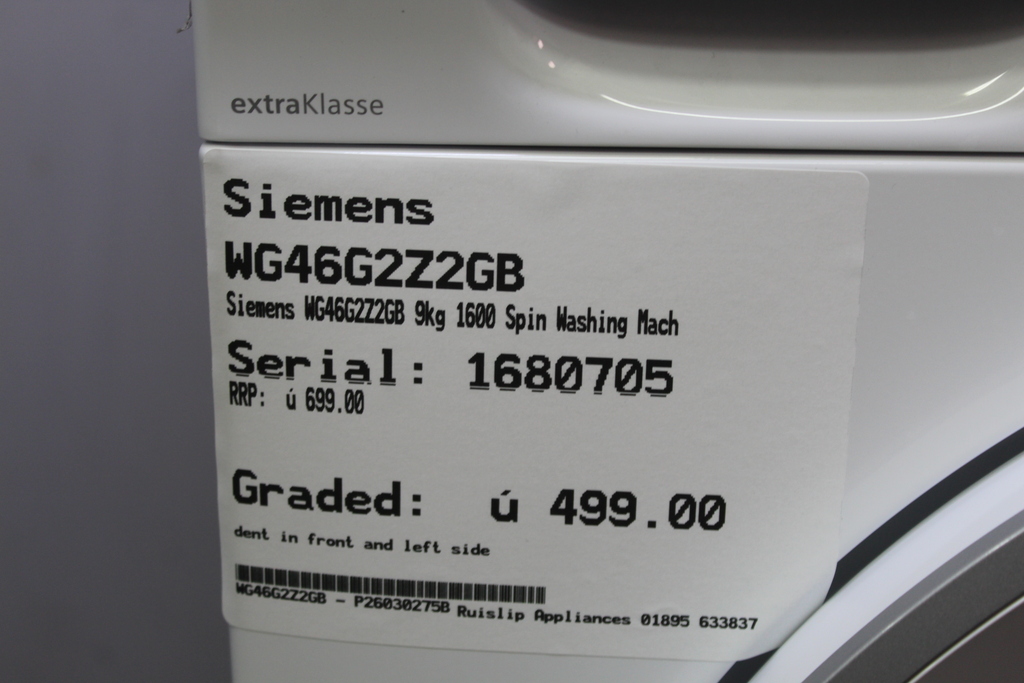 extraKlasse
Siemens
WG46G2Z2GB
Siemens WG46G2Z2GB 9kg 1600 Spin Washing Mach
Serial: 1680705
RRP: ú 699.00
Graded: ú 499.00
dent in front and left side
WG46G2Z2GB - P26030275B Ruislip Appliances 01895 633837